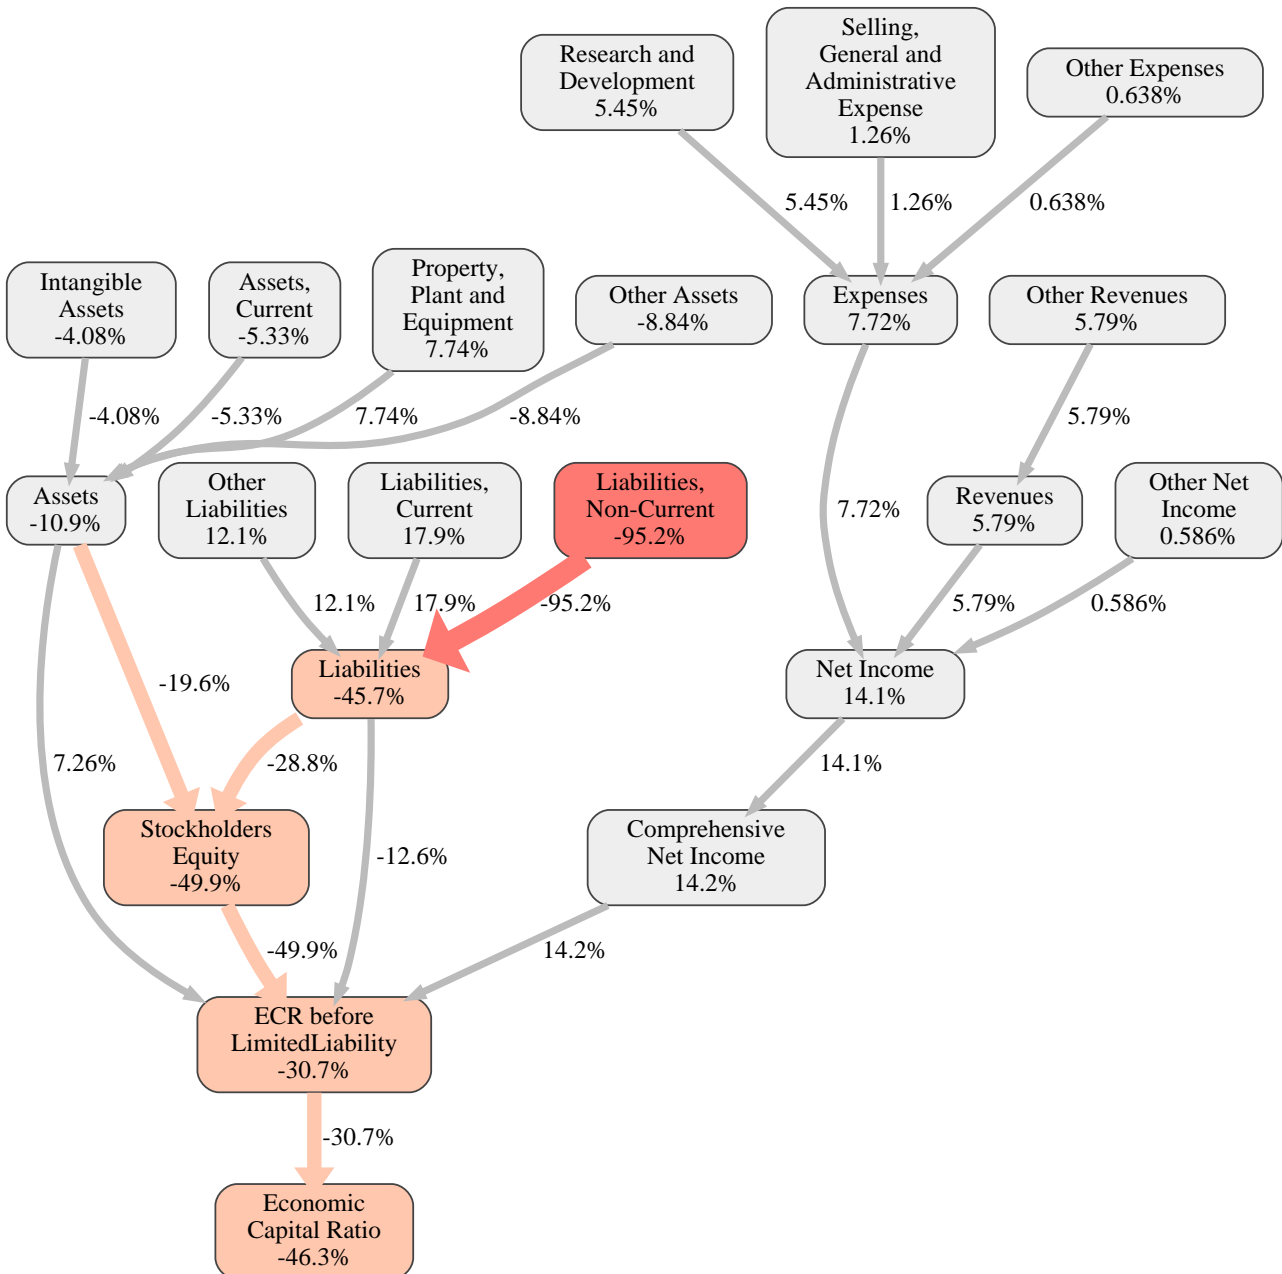 Research and
Development
5.45%
Selling,
General and
Administrative
Expense
1.26%
Other Expenses
0.638%
5.45%
1.26%
0.638%
Intangible
Assets
-4.08%
Assets,
Current
-5.33%
Property,
Plant and
Equipment
7.74%
Other Assets
-8.84%
Expenses
7.72%
Other Revenues
5.79%
-4.08%
-5.33%
7.74%
-8.84%
5.79%
Assets
-10.9%
Other
Liabilities
12.1%
Liabilities,
Current
17.9%
Liabilities,
Non-Current
-95.2%
7.72%
Revenues
5.79%
Other Net
Income
0.586%
12.1%
17.9%
-95.2%
5.79%
0.586%
-19.6%
Liabilities
-45.7%
Net Income
14.1%
7.26%
-28.8%
14.1%
Stockholders
Equity
-49.9%
-12.6%
Comprehensive
Net Income
14.2%
-49.9%
14.2%
ECR before
LimitedLiability
-30.7%
-30.7%
Economic
Capital Ratio
-46.3%